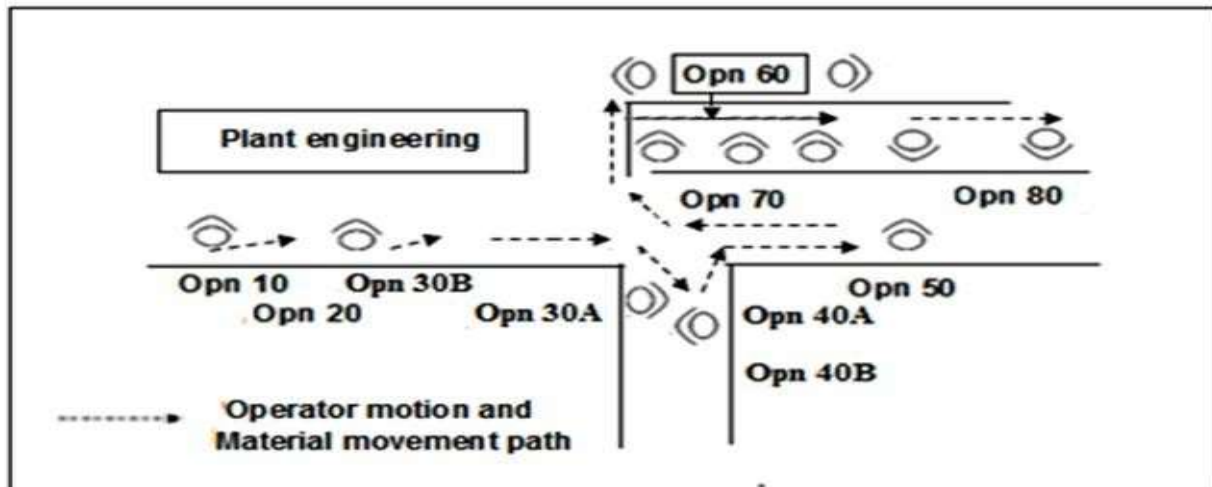 Opn 60
Plant engineering
Opn 70
Opn 80
Opn 10
Opn 30B
Opn 50
Opn 20
Opn 30A
Opn 40A
Opn 40B
Operator motion and
Material movement path